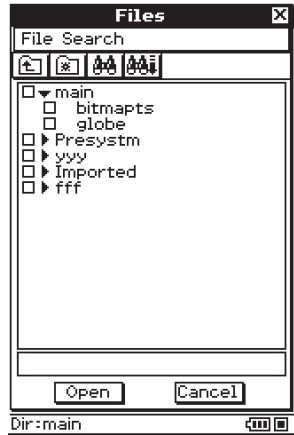 Files
File Search
main
bitmapts
globe
Presystm
yyy
Imported
fff
Open Cancel
Dir:main